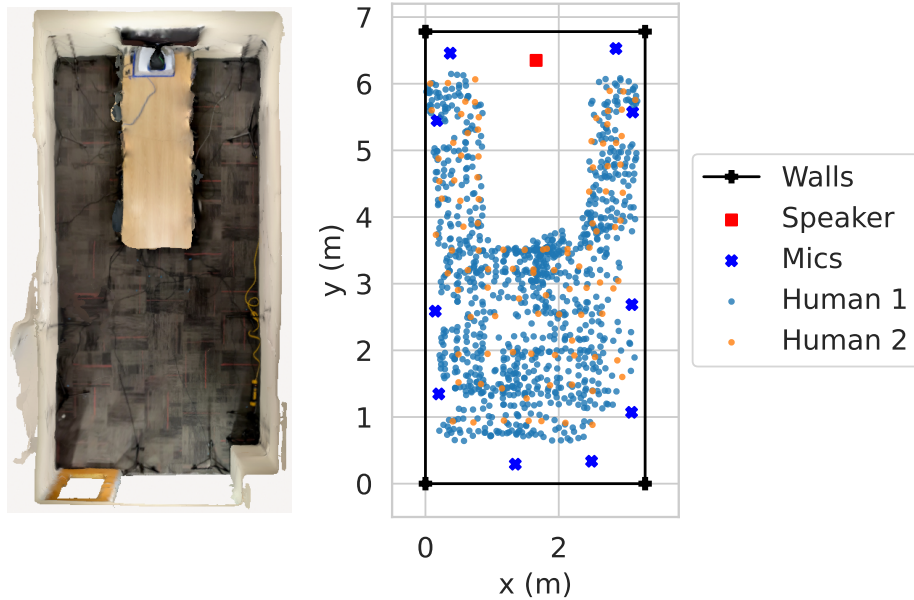 7
6
5
4
3
2
1
0
y (m)
0 2
x (m)
Walls
Speaker
Mics
Human 1
Human 2